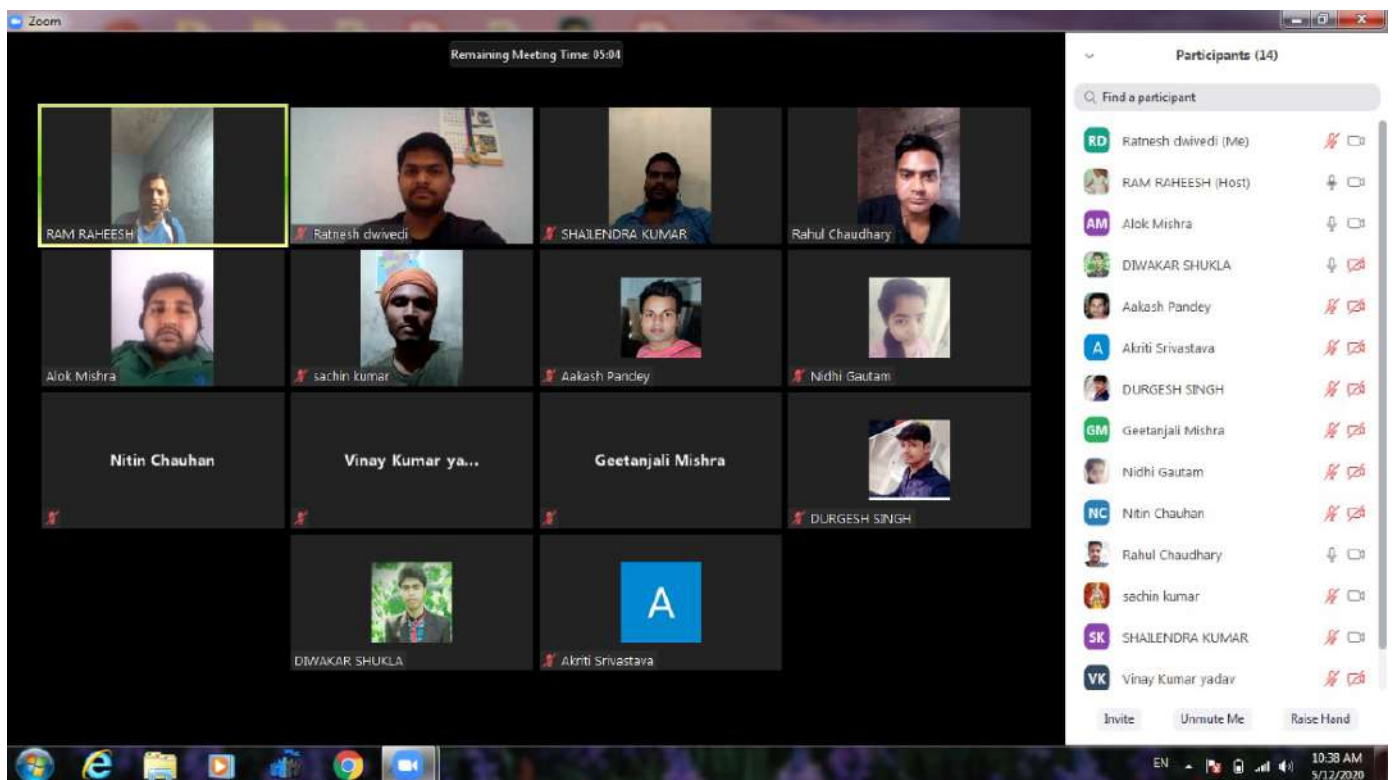 Zoom
Remaining Meeting Time: 05:04
RAM RAHEESH
Ratnesh dwivedi
SHAILENDRA KUMAR
Rahul Chaudhary
Alok Mishra
sachin kumar
Aakash Pandey
Nidhi Gautam
Nitin Chauhan
Vinay Kumar ya...
Geetanjali Mishra
DURGESH SINGH
DIWAKAR SHUKLA
A
Akriti Srivastava
Participants (14)
Find a participant
RD Ratnesh dwivedi (Me)
RAM RAHEESH (Host)
AM Alok Mishra
DIWAKAR SHUKLA
Aakash Pandey
A Akriti Srivastava
DURGESH SINGH
GM Geetanjali Mishra
Nidhi Gautam
NC Nitin Chauhan
Rahul Chaudhary
sachin kumar
SK SHAILENDRA KUMAR
VK Vinay Kumar yadav
Invite Unmute Me Raise Hand
EN 10:38 AM
5/12/2020